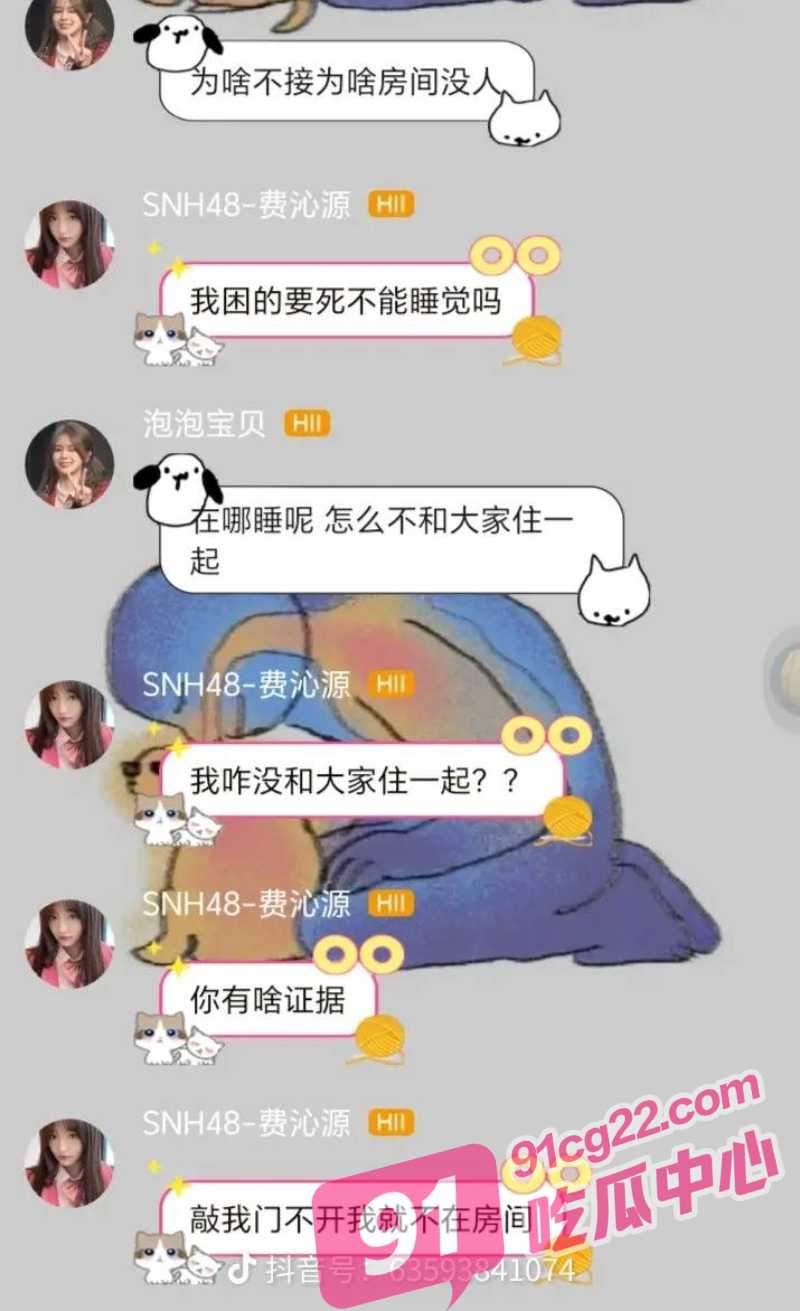 为啥不接为啥房间没人
SNH48-费沁源 HII
我困的要死不能睡觉吗
泡泡宝贝 HII
在哪睡呢 怎么不和大家住一
起
SNH48-费沁源 HII
我咋没和大家住一起？？
SNH48-费沁源 HII
你有啥证据
SNH48-费沁源 HII
敲我门不开我就不在房间
91
91cg22.com
吃瓜中心
抖音号：63593841074